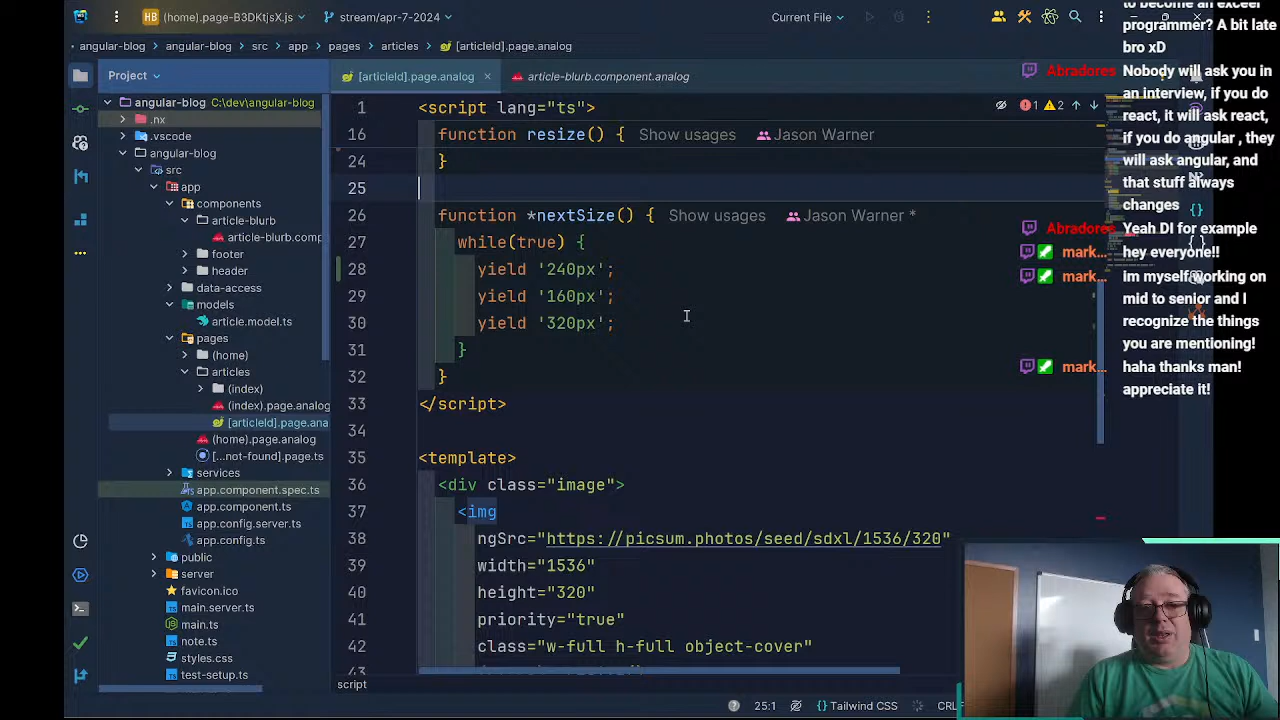 HB (home).page-B3DKtjsX.js
stream/apr-7-2024
Current File
angular-blog
angular-blog
src
app
pages
articles
[articleId].page.analog
Project
[articleId].page.analog
article-blurb.component.analog
angular-blog C:\dev\angular-blog
.nx
.vscode
angular-blog
src
app
components
article-blurb
article-blurb.comp
footer
header
data-access
models
article.model.ts
pages
(home)
articles
(index)
(index).page.analog
[articleId].page.ana
(home).page.analog
[...not-found].page.ts
services
app.component.spec.ts
app.component.ts
app.config.server.ts
app.config.ts
public
server
favicon.ico
main.server.ts
main.ts
note.ts
styles.css
test-setup.ts
1 2
1 <script lang="ts">
16 function resize() { Show usages Jason Warner
24 }
25
26 function *nextSize() { Show usages Jason Warner *
27 while(true) {
28 yield '240px';
29 yield '160px';
30 yield '320px';
31 }
32 }
33 </script>
34
35 <template>
36 <div class="image">
37 <img
38 ngSrc="https://picsum.photos/seed/sdxl/1536/320"
39 width="1536"
40 height="320"
41 priority="true"
42 class="w-full h-full object-cover"
43
script
25:1
Tailwind CSS
CRL
to become an exceel
programmer? A bit late
bro xD
Abradores
Nobody will ask you in
an interview, if you do
react, it will ask react,
if you do angular , they
will ask angular, and
that stuff always
changes
Abradores
Yeah DI for example
mark...
hey everyone!!
mark...
im myself working on
mid to senior and I
recognize the things
you are mentioning!
mark...
haha thanks man!
appreciate it!